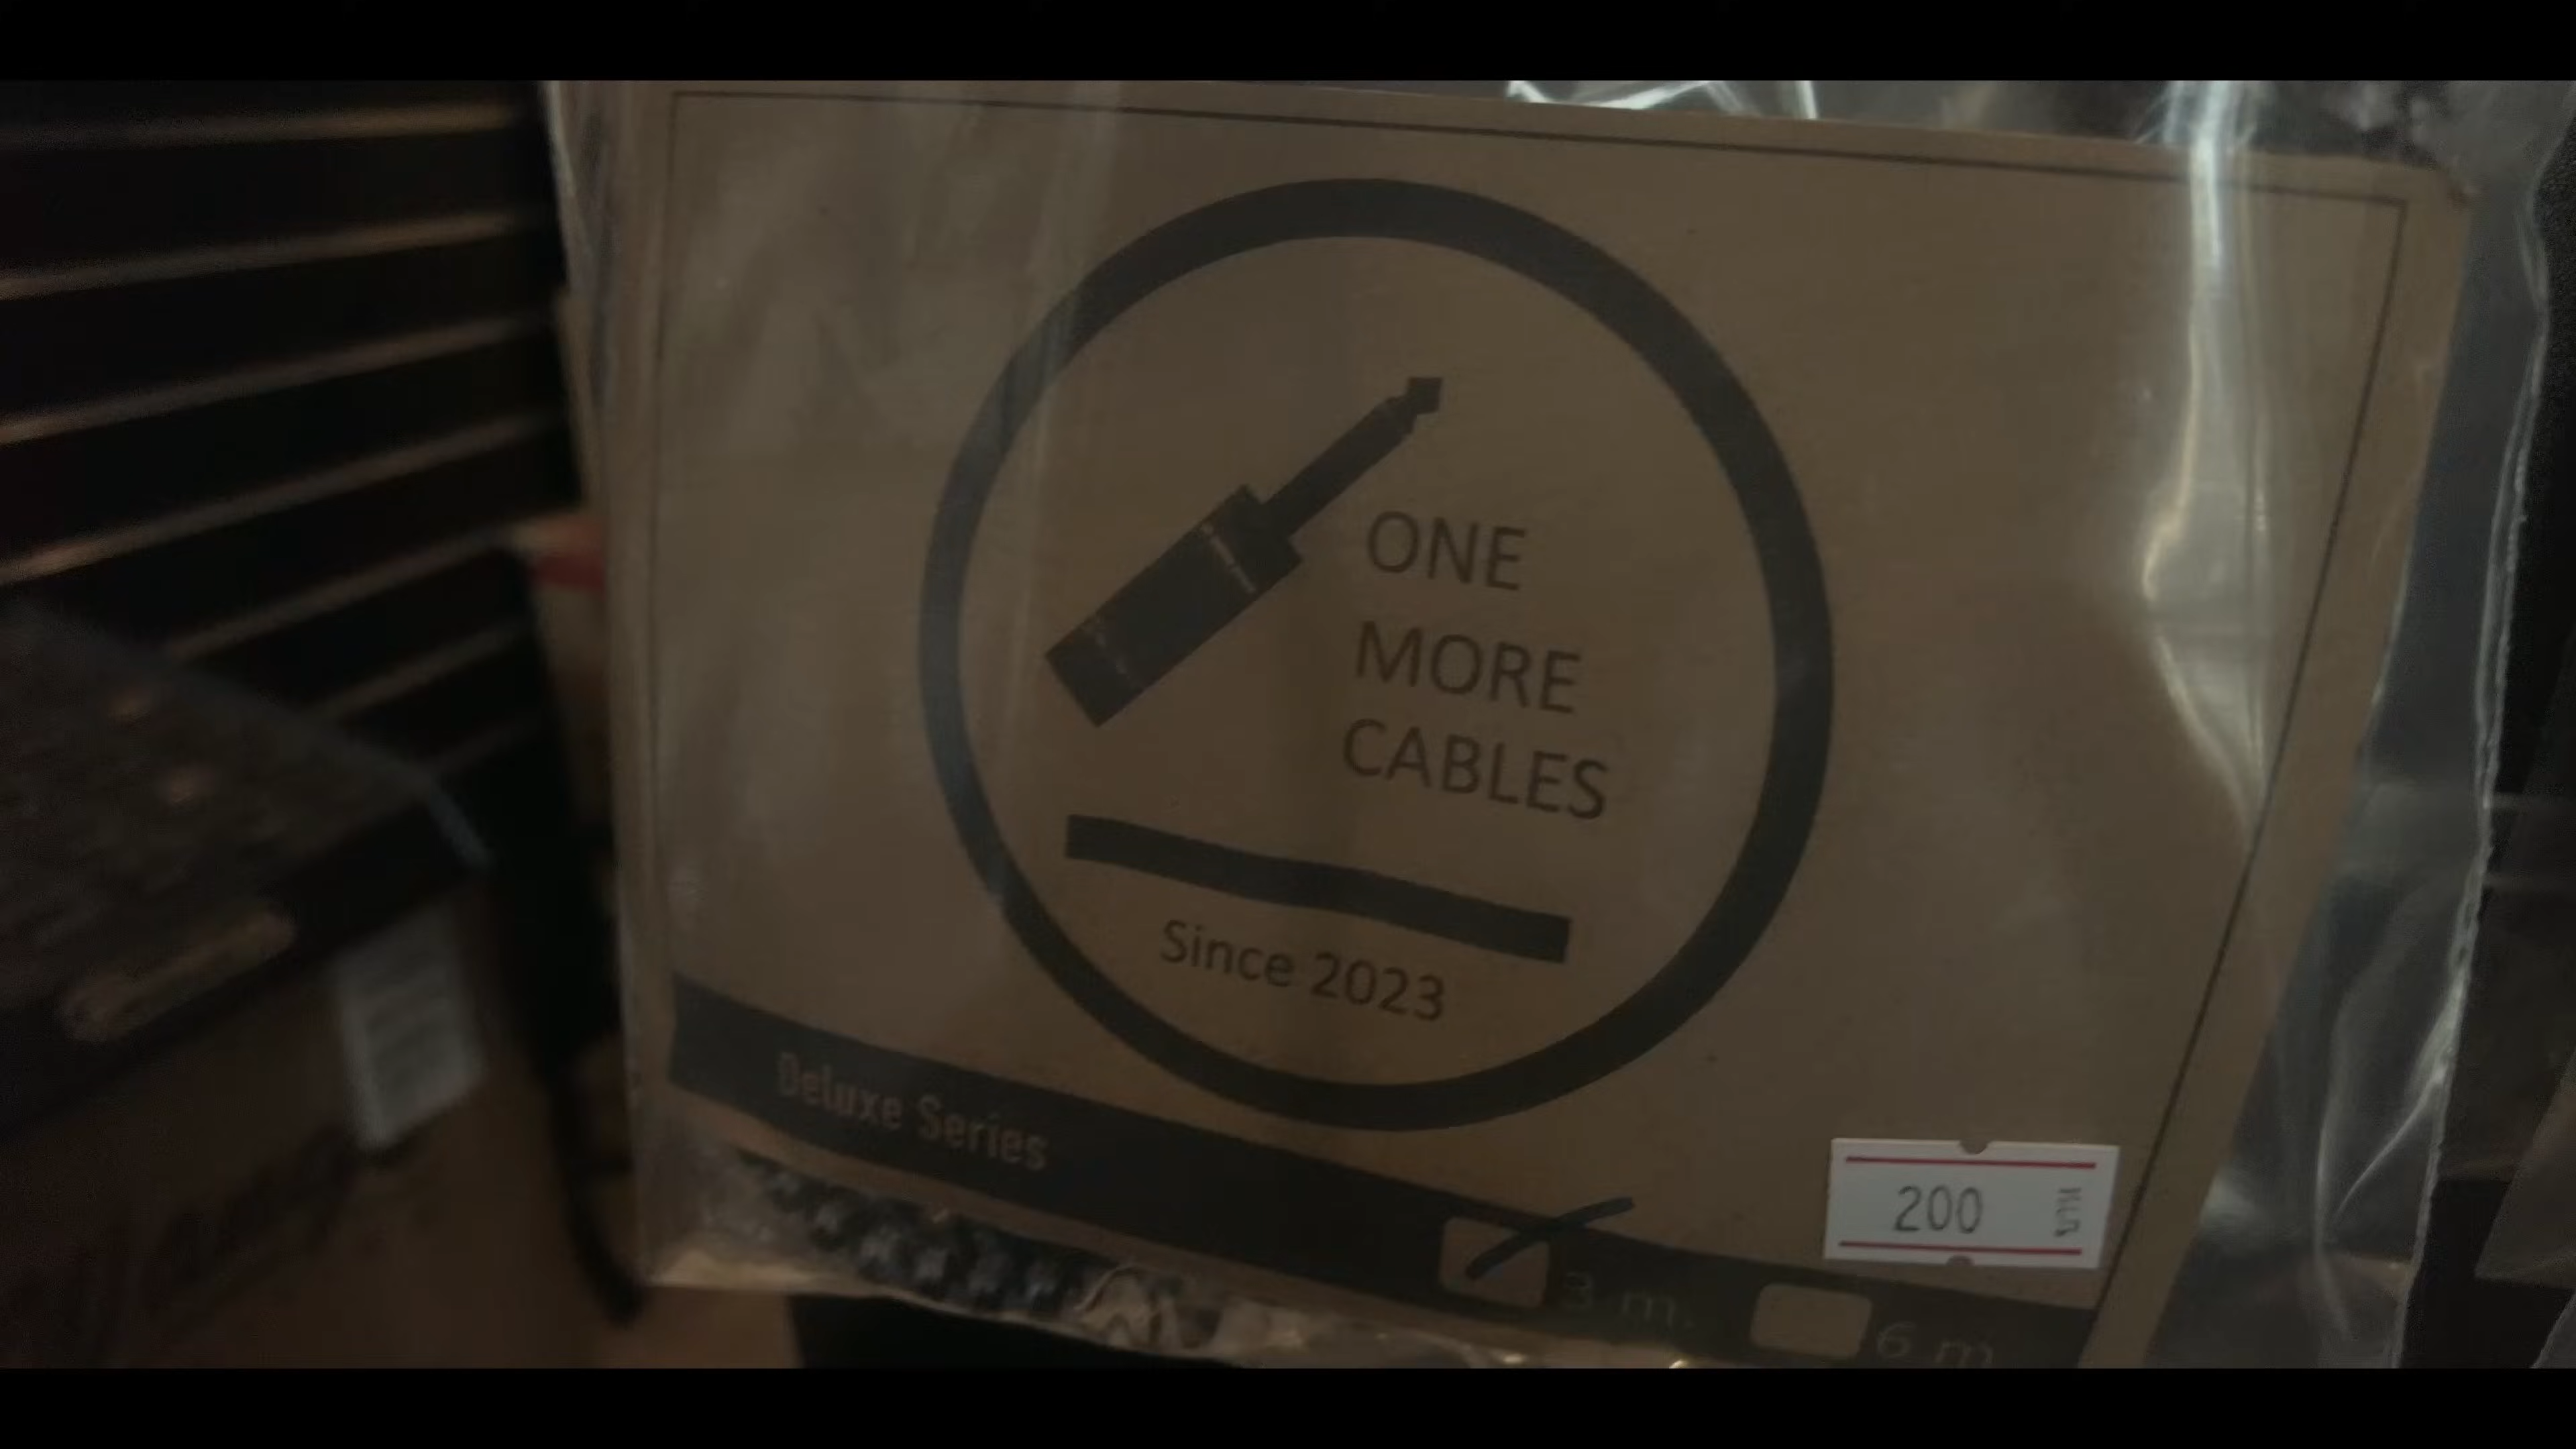 ONE
MORE
CABLES
Since 2023
Deluxe Series
200
3 m.
6 m